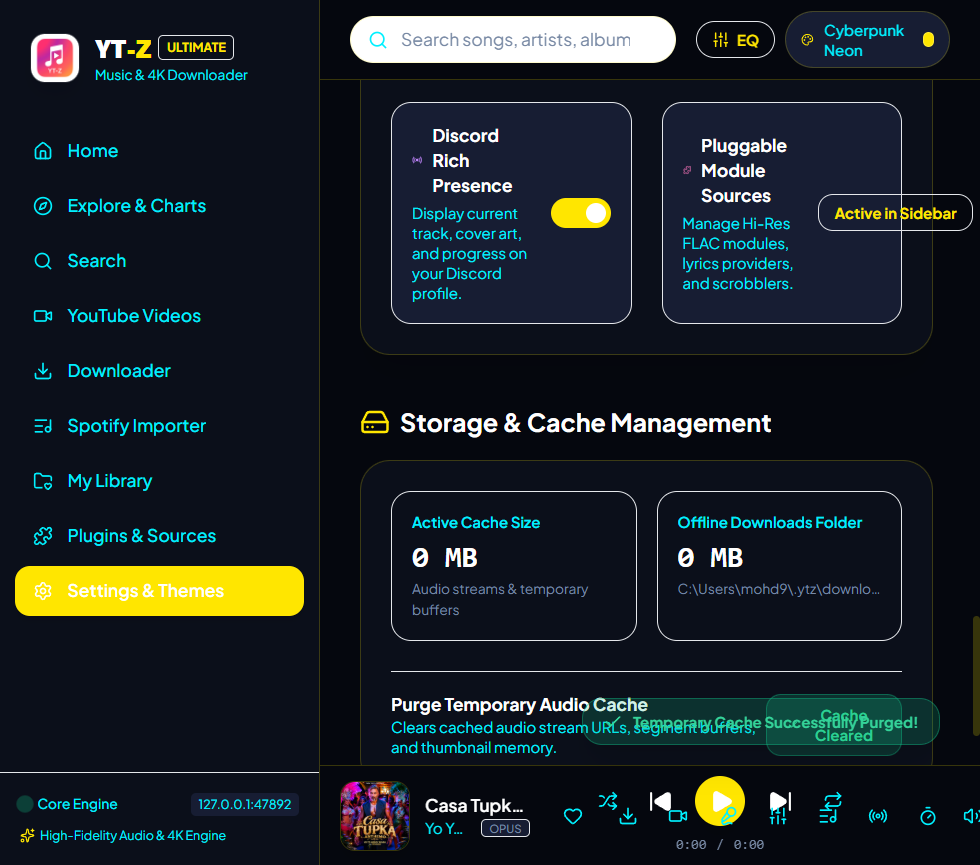 YT-Z ULTIMATE
Music & 4K Downloader
Home
Explore & Charts
Search
YouTube Videos
Downloader
Spotify Importer
My Library
Plugins & Sources
Settings & Themes
Core Engine
127.0.0.1:47892
High-Fidelity Audio & 4K Engine
Search songs, artists, album
EQ
Cyberpunk
Neon
Discord
Rich
Presence
Display current
track, cover art,
and progress on
your Discord
profile.
Pluggable
Module
Sources
Manage Hi-Res
FLAC modules,
lyrics providers,
and scrobblers.
Active in Sidebar
Storage & Cache Management
Active Cache Size
0 MB
Audio streams & temporary
buffers
Offline Downloads Folder
0 MB
C:\Users\mohd9\.ytz\downlo...
Purge Temporary Audio Cache
Clears cached audio stream URLs, segment buffers,
and thumbnail memory.
Cache
Cleared
Temporary Cache Successfully Purged!
Casa
TUPKA
Casa Tupk...
Yo Y...
OPUS
0:00 / 0:00
YT-Z